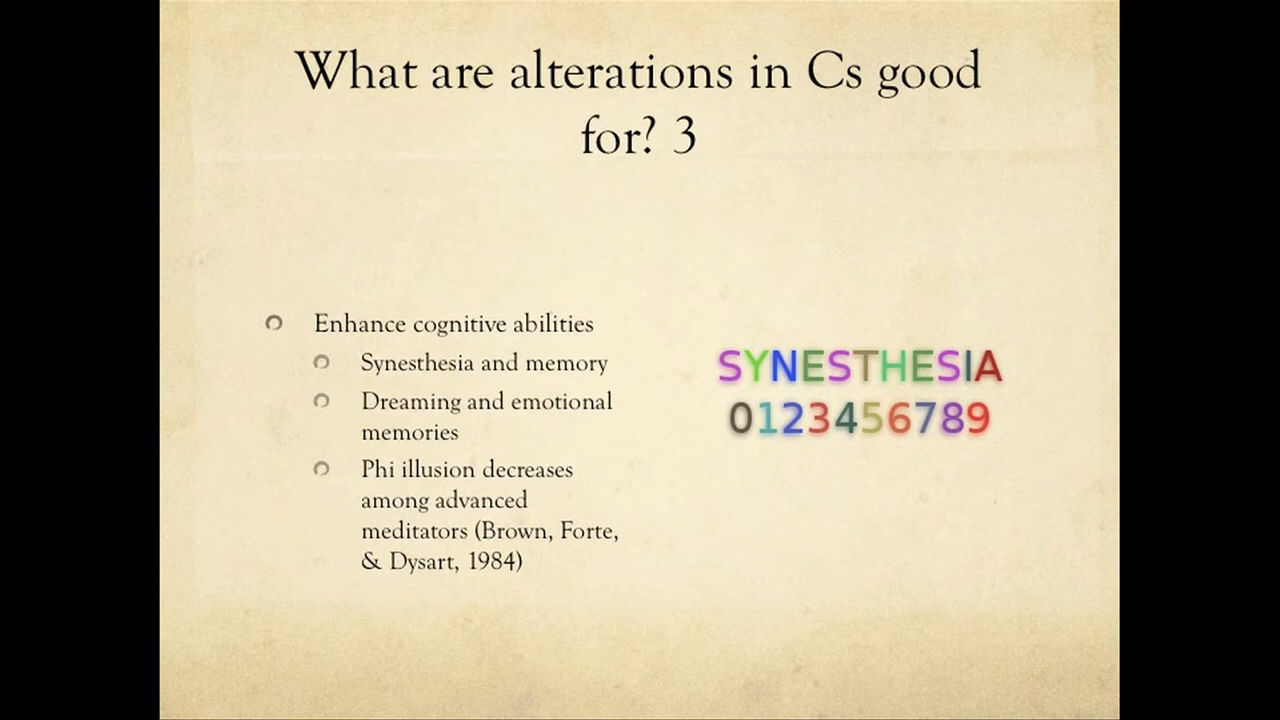 What are alterations in Cs good
for? 3
Enhance cognitive abilities
Synesthesia and memory
Dreaming and emotional
memories
Phi illusion decreases
among advanced
meditators (Brown, Forte,
& Dysart, 1984)
SYNESTHESIA
0123456789